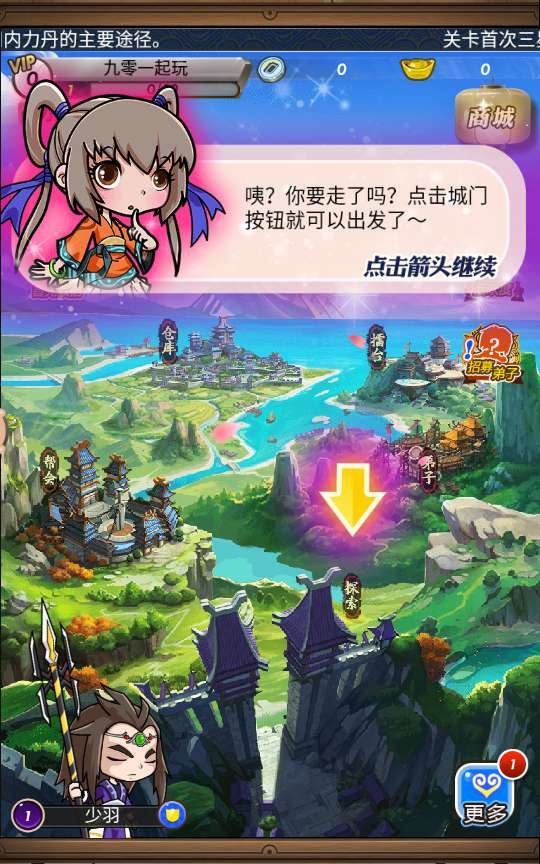 内力丹的主要途径。
关卡首次三星
VIP 0
九零一起玩
0
0
商城
咦？你要走了吗？点击城门
按钮就可以出发了～
点击箭头继续
仓库
擂台
招募弟子
帮会
弟子
探索
1
少羽
1
更多